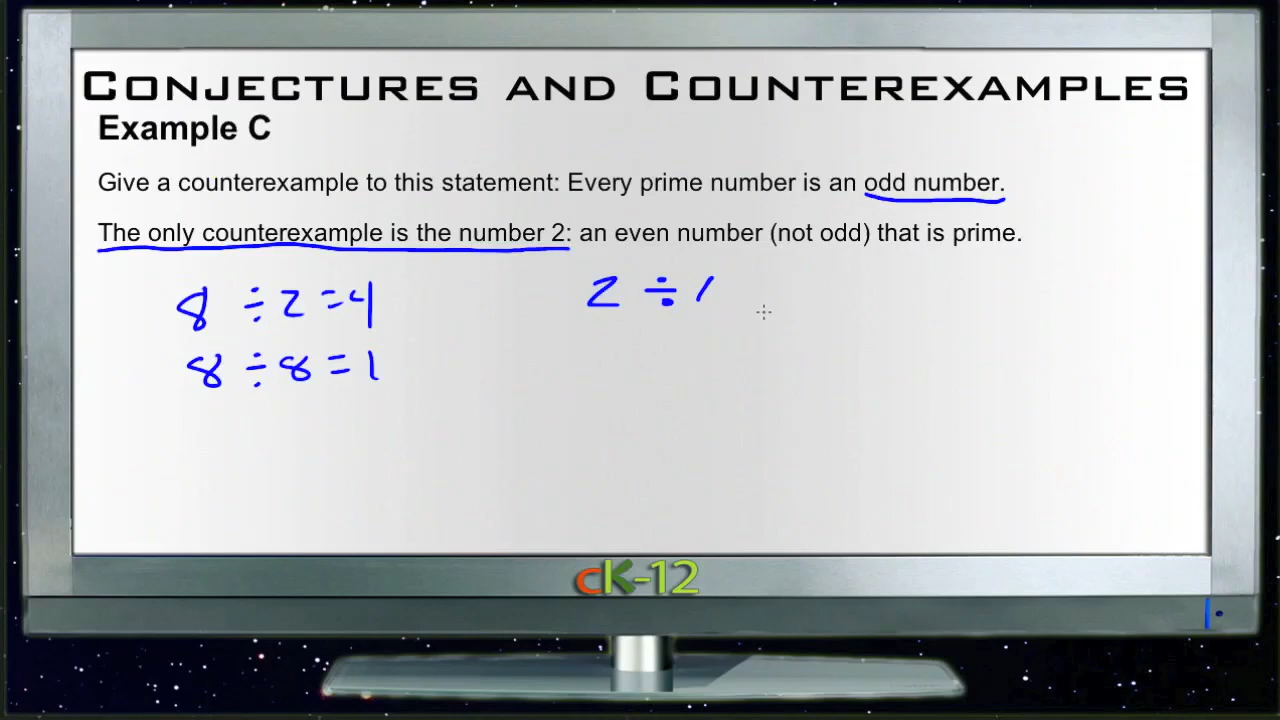 CONJECTURES AND COUNTEREXAMPLES
Example C
Give a counterexample to this statement: Every prime number is an odd number.
The only counterexample is the number 2: an even number (not odd) that is prime.
8 ÷ 2 = 4
2 ÷ 1
8 ÷ 8 = 1
cK-12